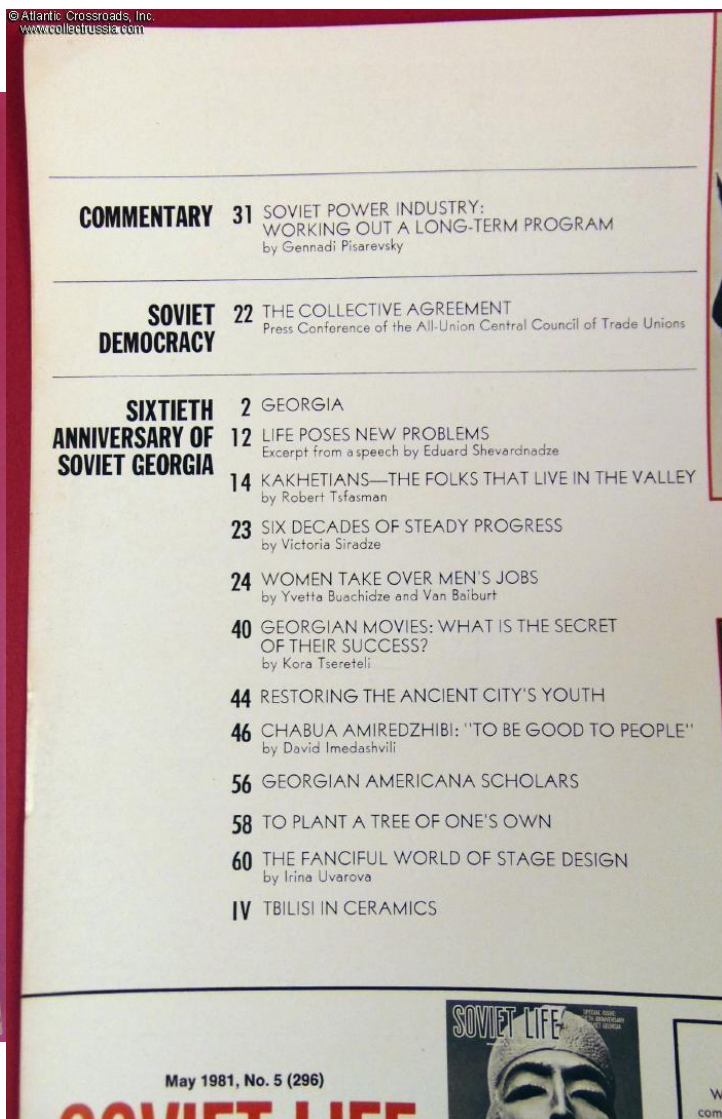 © Atlantic Crossroads, Inc.
www.collectrussia.com
COMMENTARY
31 SOVIET POWER INDUSTRY:
WORKING OUT A LONG-TERM PROGRAM
by Gennadi Pisarevsky
SOVIET
DEMOCRACY
22 THE COLLECTIVE AGREEMENT
Press Conference of the All-Union Central Council of Trade Unions
SIXTIETH
ANNIVERSARY OF
SOVIET GEORGIA
2 GEORGIA
12 LIFE POSES NEW PROBLEMS
Excerpt from a speech by Eduard Shevardnadze
14 KAKHETIANS—THE FOLKS THAT LIVE IN THE VALLEY
by Robert Tsfasman
23 SIX DECADES OF STEADY PROGRESS
by Victoria Siradze
24 WOMEN TAKE OVER MEN'S JOBS
by Yvetta Buachidze and Van Baiburt
40 GEORGIAN MOVIES: WHAT IS THE SECRET
OF THEIR SUCCESS?
by Kora Tsereteli
44 RESTORING THE ANCIENT CITY'S YOUTH
46 CHABUA AMIREDZHIBI: "TO BE GOOD TO PEOPLE"
by David Imedashvili
56 GEORGIAN AMERICANA SCHOLARS
58 TO PLANT A TREE OF ONE'S OWN
60 THE FANCIFUL WORLD OF STAGE DESIGN
by Irina Uvarova
IV TBILISI IN CERAMICS
May 1981, No. 5 (296)
SOVIET LIFE
SOVIET LIFE
SPECIAL ISSUE